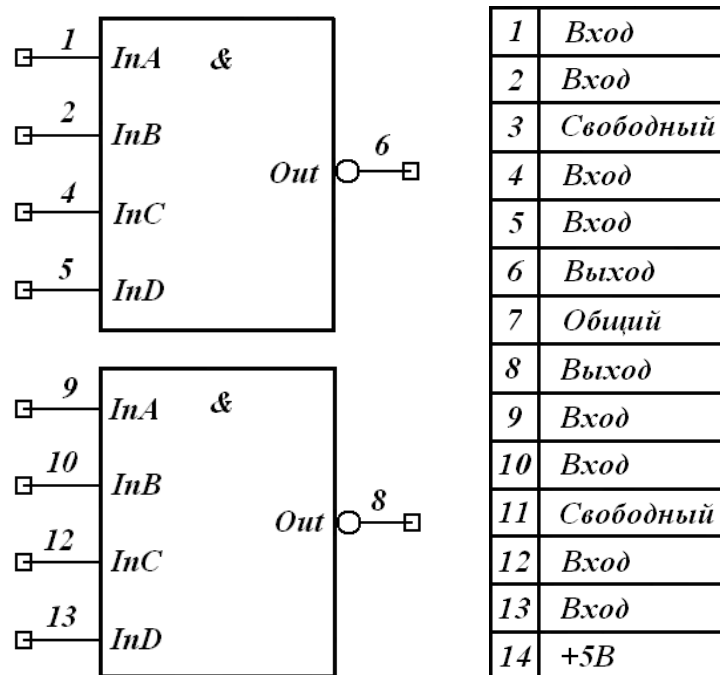 1 InA &
2 InB
Out 6
4 InC
5 InD
9 InA &
10 InB
Out 8
12 InC
13 InD
1 Вход
2 Вход
3 Свободный
4 Вход
5 Вход
6 Выход
7 Общий
8 Выход
9 Вход
10 Вход
11 Свободный
12 Вход
13 Вход
14 +5В